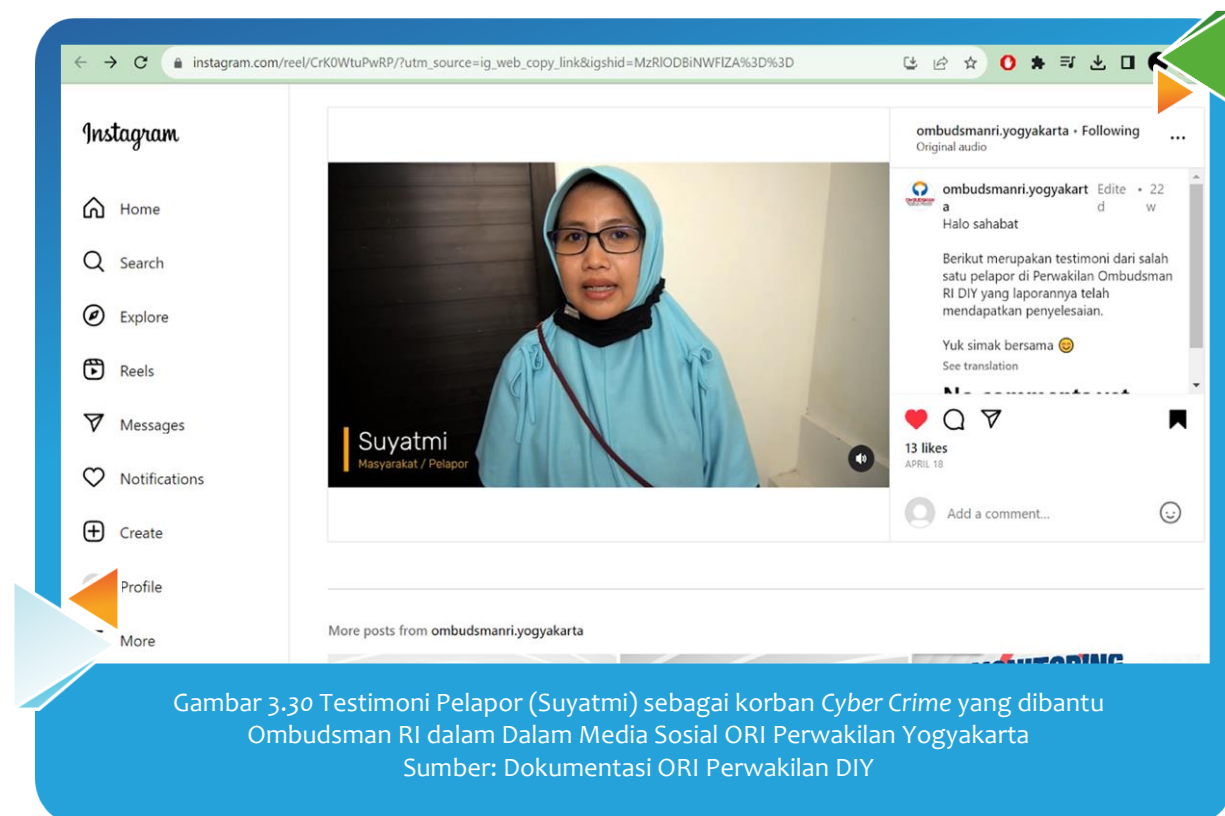 instagram.com/reel/CrK0WtuPwRP/?utm_source=ig_web_copy_link&igshid=MzRlODBiNWFlZA%3D%3D
Instagram
Home
Search
Explore
Reels
Messages
Notifications
Create
Profile
More
Suyatmi
Masyarakat / Pelapor
ombudsmanri.yogyakarta • Following
Original audio
ombudsmanri.yogyakart Edite • 22
a d w
Halo sahabat
Berikut merupakan testimoni dari salah
satu pelapor di Perwakilan Ombudsman
RI DIY yang laporannya telah
mendapatkan penyelesaian.
Yuk simak bersama 😊
See translation
No comments yet
13 likes
APRIL 18
Add a comment...
More posts from ombudsmanri.yogyakarta
MONITORING
Gambar 3.30 Testimoni Pelapor (Suyatmi) sebagai korban Cyber Crime yang dibantu
Ombudsman RI dalam Dalam Media Sosial ORI Perwakilan Yogyakarta
Sumber: Dokumentasi ORI Perwakilan DIY